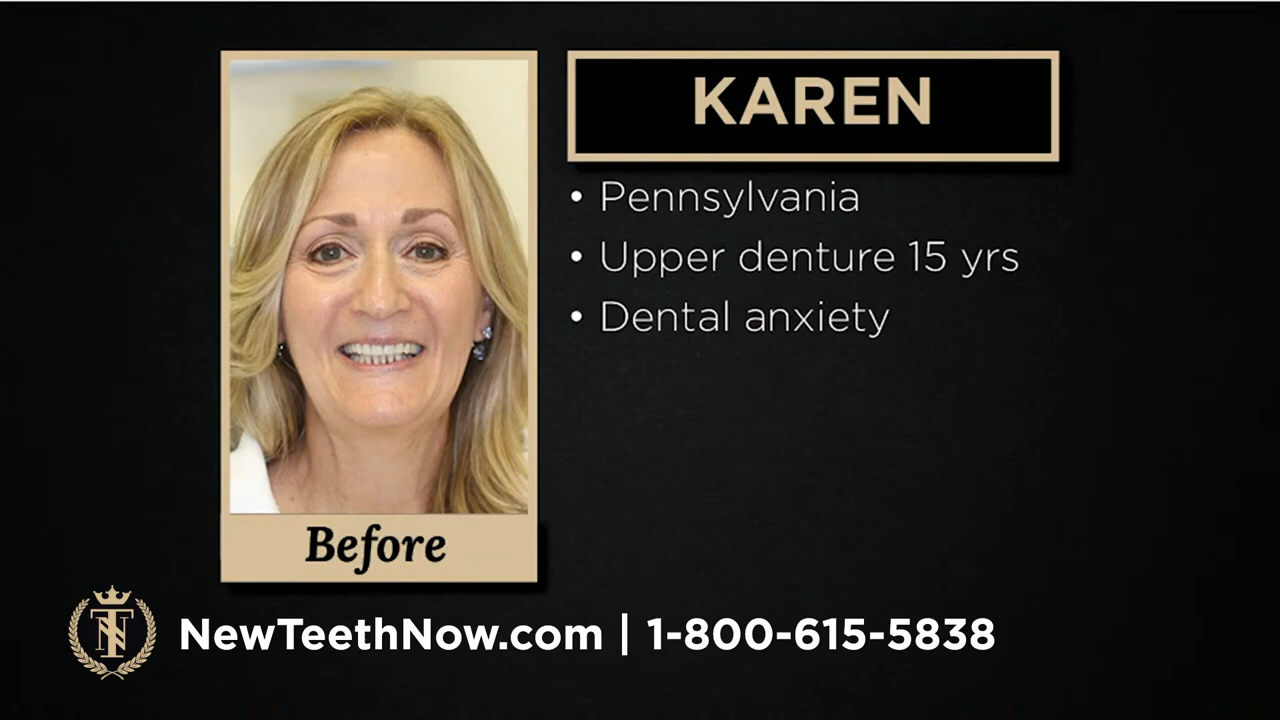 KAREN
• Pennsylvania
• Upper denture 15 yrs
• Dental anxiety
Before
NewTeethNow.com | 1-800-615-5838